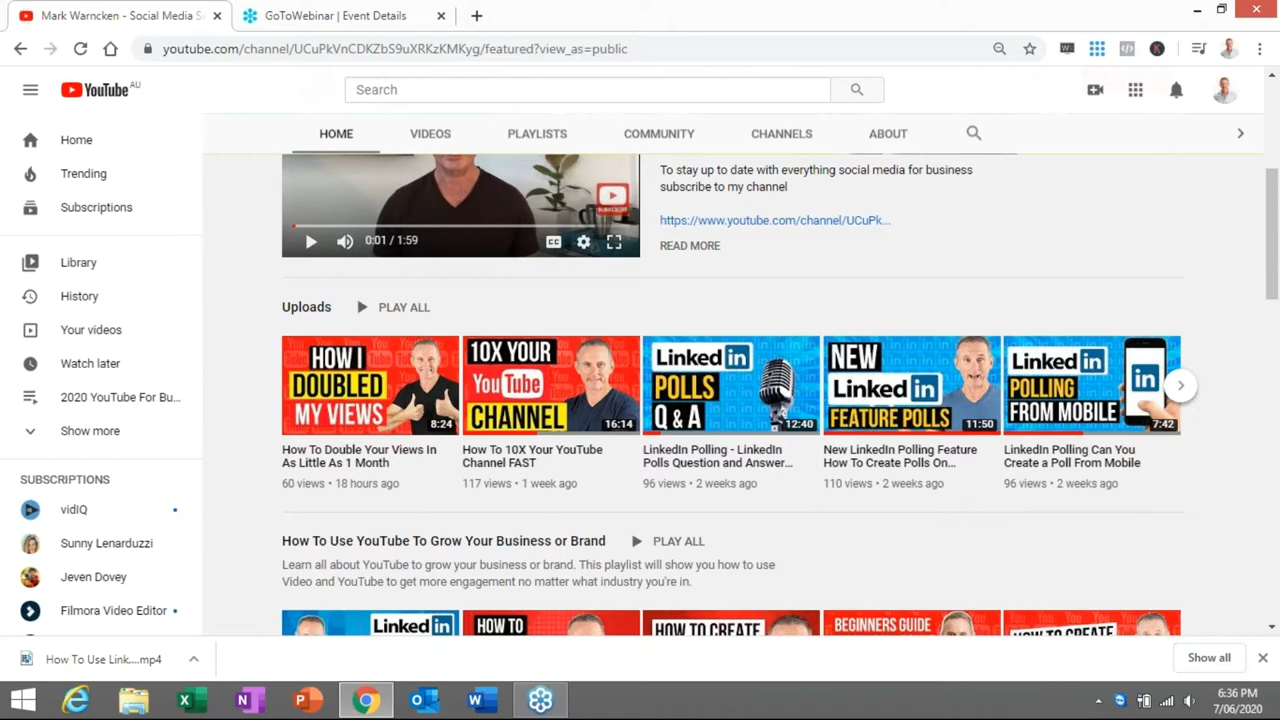 Mark Warncken - Social Media S
GoToWebinar | Event Details
youtube.com/channel/UCuPkVnCDKZbS9uXRKzKMKyg/featured?view_as=public
YouTube AU
Search
HOME VIDEOS PLAYLISTS COMMUNITY CHANNELS ABOUT
Home
Trending
Subscriptions
Library
History
Your videos
Watch later
2020 YouTube For Bu...
Show more
SUBSCRIPTIONS
vidIQ
Sunny Lenarduzzi
Jeven Dovey
Filmora Video Editor
SUBSCRIBE
0:01 / 1:59
CC
To stay up to date with everything social media for business
subscribe to my channel
https://www.youtube.com/channel/UCuPk...
READ MORE
Uploads PLAY ALL
HOW I
DOUBLED
MY VIEWS
8:24
How To Double Your Views In
As Little As 1 Month
60 views • 18 hours ago
10X YOUR
YouTube
CHANNEL
16:14
How To 10X Your YouTube
Channel FAST
117 views • 1 week ago
Linked in
POLLS
Q & A
12:40
LinkedIn Polling - LinkedIn
Polls Question and Answer...
96 views • 2 weeks ago
NEW
Linked in
FEATURE POLLS
11:50
New LinkedIn Polling Feature
How To Create Polls On...
110 views • 2 weeks ago
Linked in
POLLING
FROM MOBILE
in
7:42
LinkedIn Polling Can You
Create a Poll From Mobile
96 views • 2 weeks ago
How To Use YouTube To Grow Your Business or Brand PLAY ALL
Learn all about YouTube to grow your business or brand. This playlist will show you how to use
Video and YouTube to get more engagement no matter what industry you're in.
Linked in
HOW TO
HOW TO CREATE
BEGINNERS GUIDE
HOW TO CREATE
How To Use Link....mp4
Show all
6:36 PM
7/06/2020